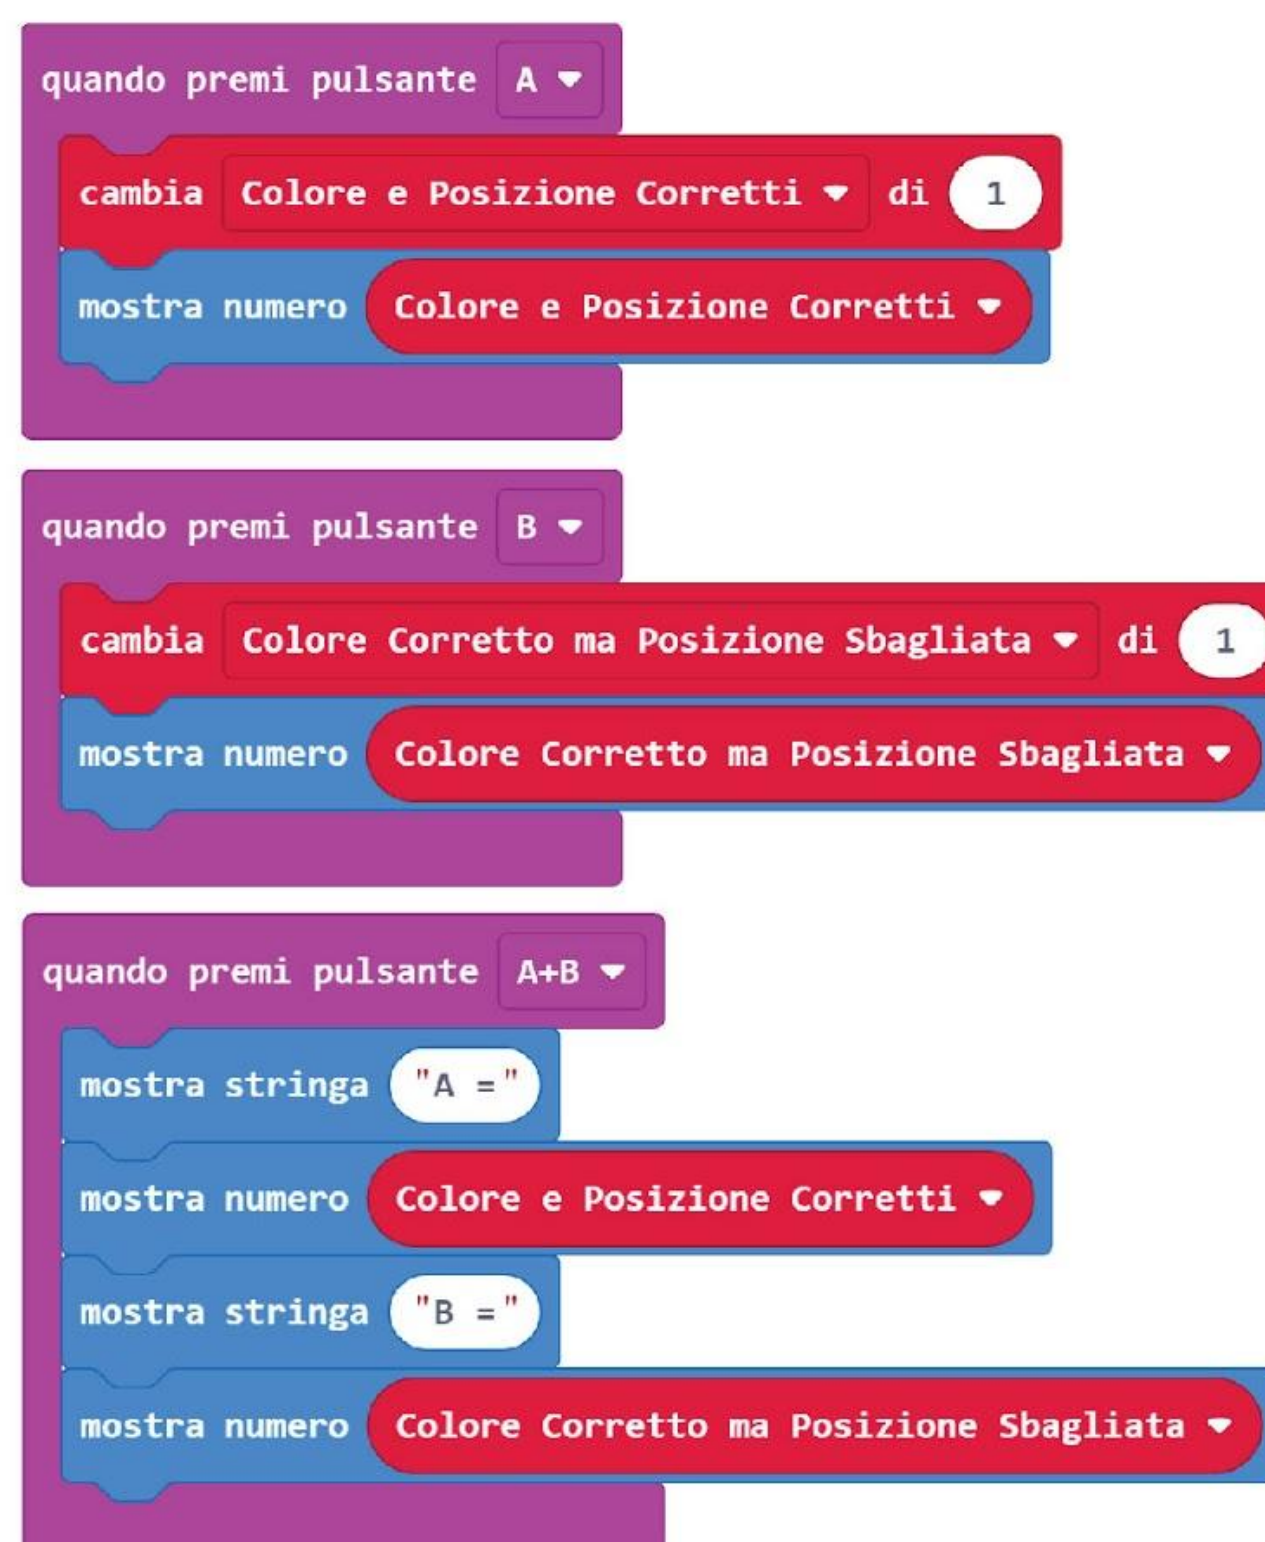 quando premi pulsante A
cambia Colore e Posizione Corretti di 1
mostra numero Colore e Posizione Corretti
quando premi pulsante B
cambia Colore Corretto ma Posizione Sbagliata di 1
mostra numero Colore Corretto ma Posizione Sbagliata
quando premi pulsante A+B
mostra stringa "A ="
mostra numero Colore e Posizione Corretti
mostra stringa "B ="
mostra numero Colore Corretto ma Posizione Sbagliata